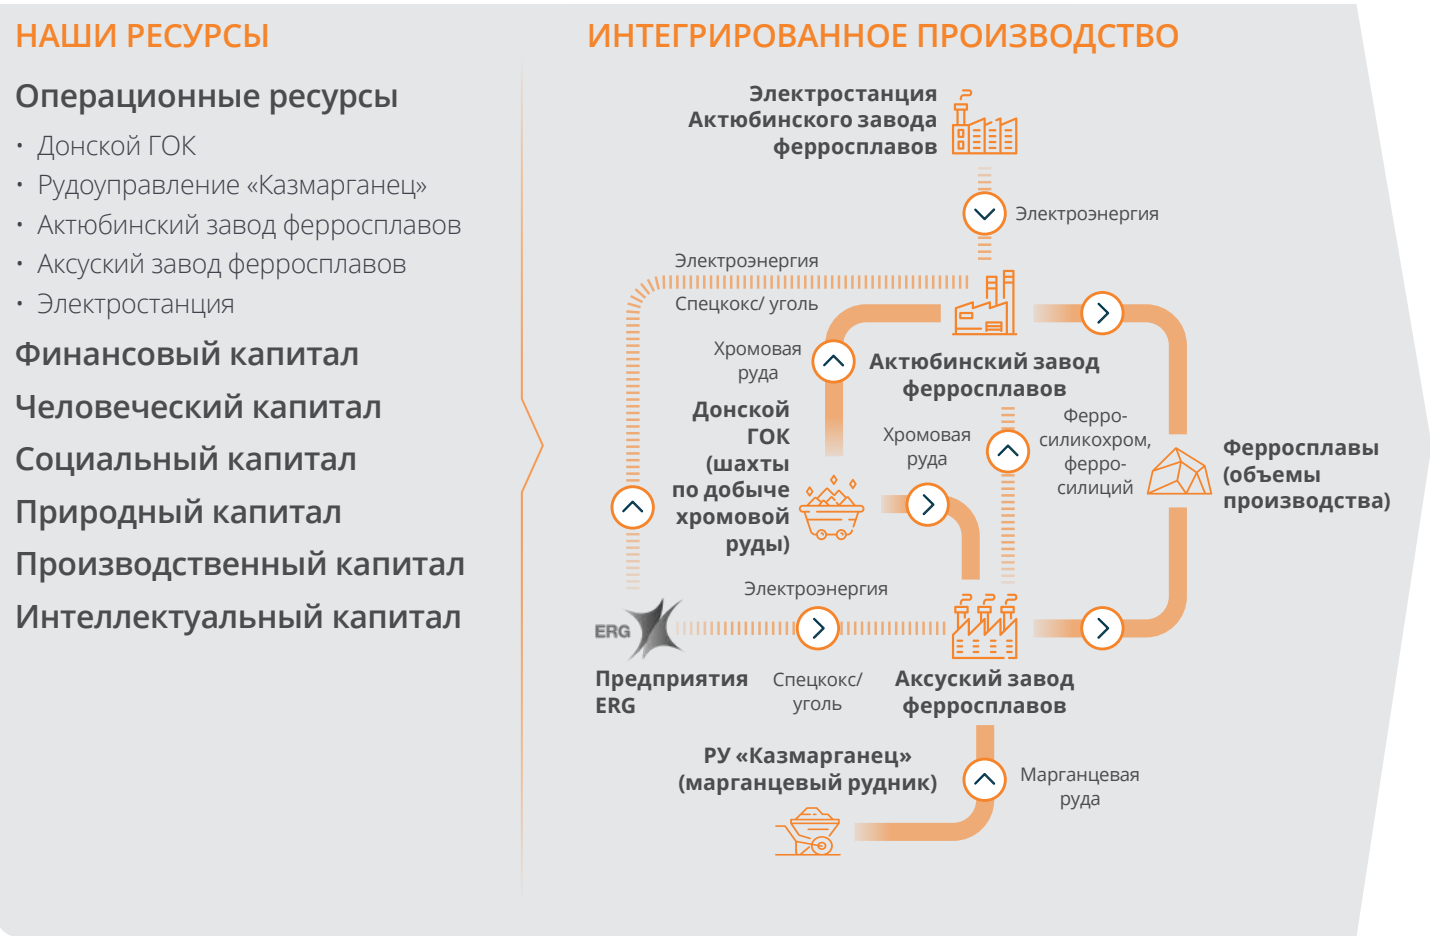 НАШИ РЕСУРСЫ
Операционные ресурсы
• Донской ГОК
• Рудоуправление «Казмарганец»
• Актюбинский завод ферросплавов
• Аксуский завод ферросплавов
• Электростанция
Финансовый капитал
Человеческий капитал
Социальный капитал
Природный капитал
Производственный капитал
Интеллектуальный капитал
ИНТЕГРИРОВАННОЕ ПРОИЗВОДСТВО
Электростанция
Актюбинского завода
ферросплавов
Электроэнергия
Электроэнергия
Спецкокс/ уголь
Хромовая
руда
Актюбинский завод
ферросплавов
Донской
ГОК
(шахты
по добыче
хромовой
руды)
Хромовая
руда
Ферро-
силикохром,
ферро-
силиций
Ферросплавы
(объемы
производства)
Электроэнергия
ERG
Предприятия
ERG
Спецкокс/
уголь
Аксуский завод
ферросплавов
РУ «Казмарганец»
(марганцевый рудник)
Марганцевая
руда